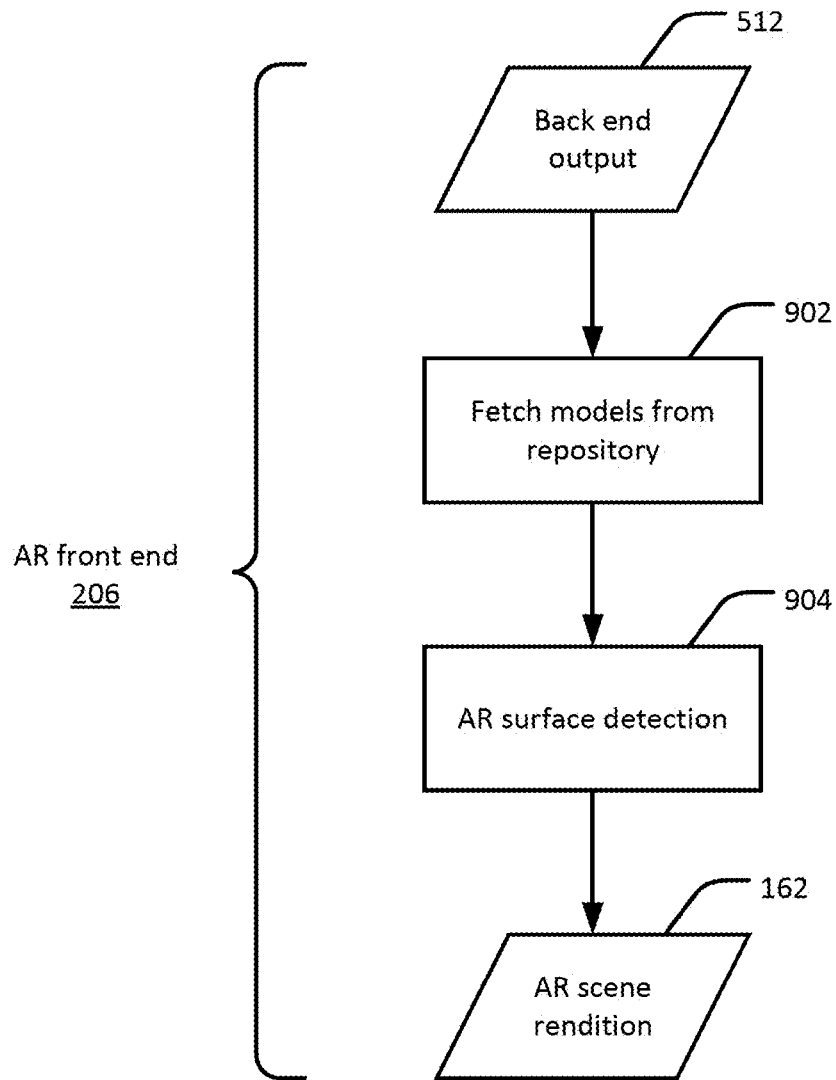 512
Back end
output
902
Fetch models from
repository
AR front end
206
904
AR surface detection
162
AR scene
rendition